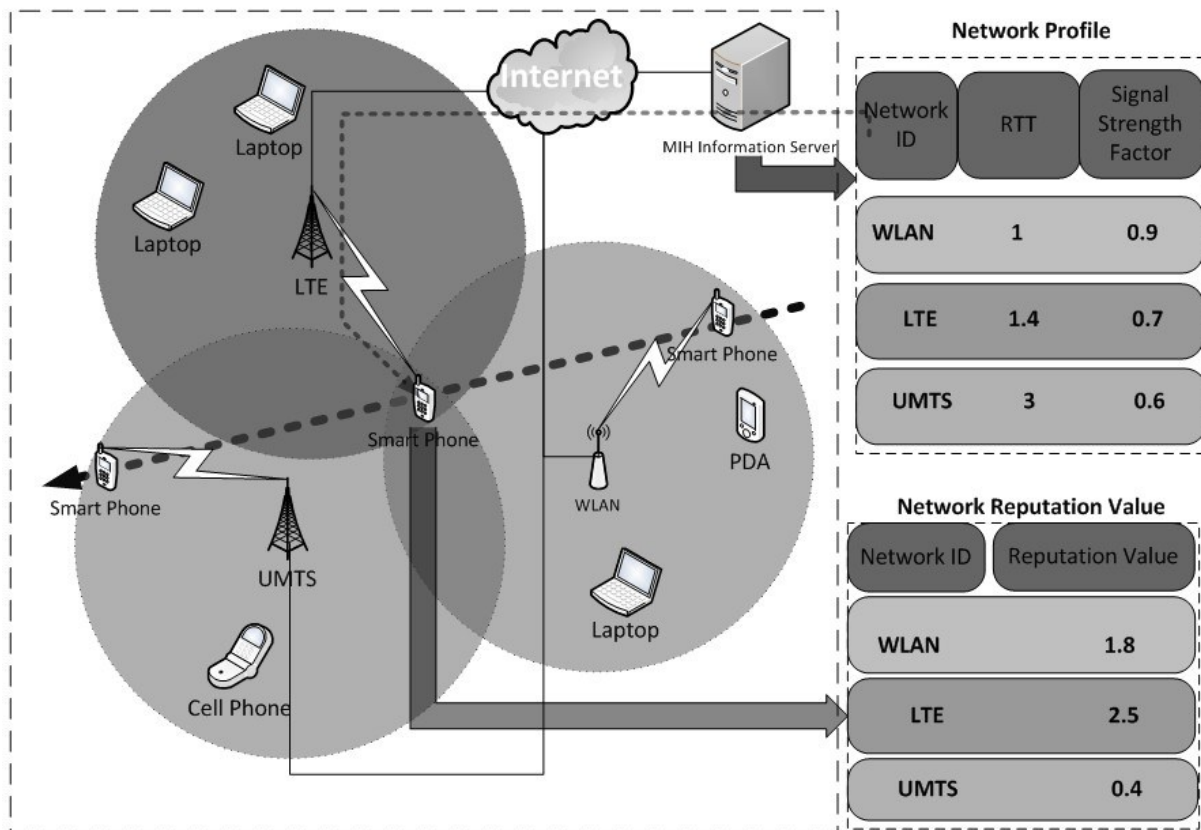 Internet
MIH Information Server
Laptop
Laptop
LTE
Smart Phone
Smart Phone
PDA
WLAN
Smart Phone
UMTS
Laptop
Cell Phone
Network Profile
Network ID
RTT
Signal Strength Factor
WLAN 1 0.9
LTE 1.4 0.7
UMTS 3 0.6
Network Reputation Value
Network ID Reputation Value
WLAN 1.8
LTE 2.5
UMTS 0.4